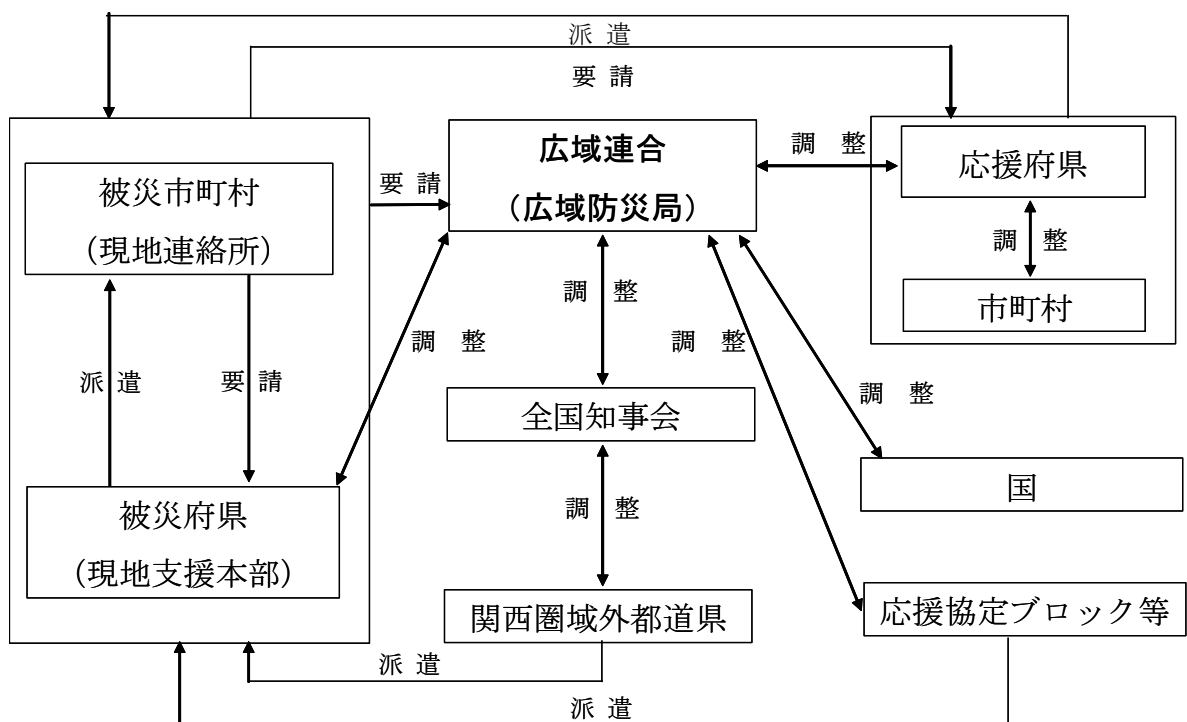 派 遣
要 請
広域連合
（広域防災局）
調　整
応援府県
被災市町村
（現地連絡所）
要 請
調　整
市町村
調　整
調　整
調　整
派 遣
要 請
調　整
全国知事会
国
被災府県
（現地支援本部）
調　整
関西圏域外都道県
応援協定ブロック等
派 遣
派 遣